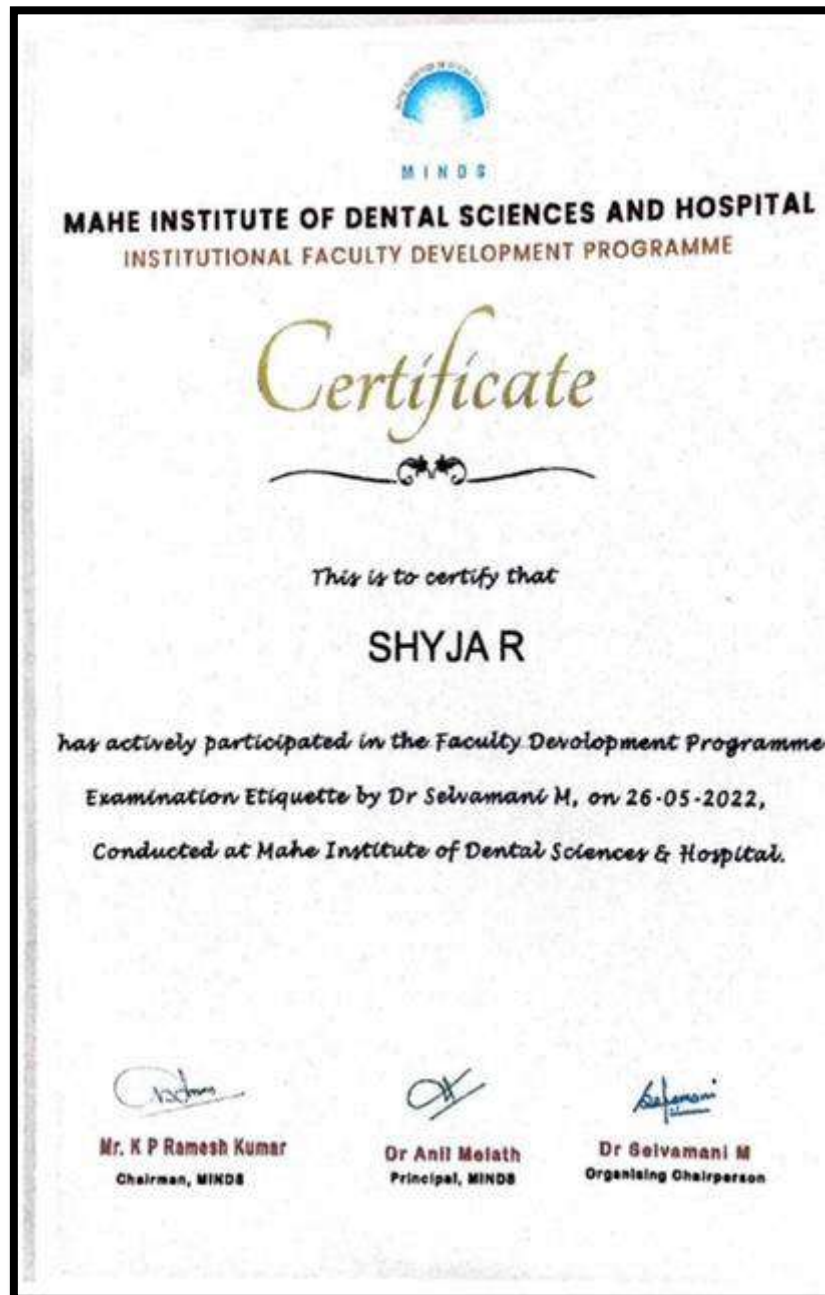 MINDS
MAHE INSTITUTE OF DENTAL SCIENCES AND HOSPITAL
INSTITUTIONAL FACULTY DEVELOPMENT PROGRAMME
Certificate
This is to certify that
SHYJA R
has actively participated in the Faculty Devolopment Programme
Examination Etiquette by Dr Selvamani M, on 26-05-2022,
Conducted at Mahe Institute of Dental Sciences & Hospital.
Mr. K P Ramesh Kumar
Chairman, MINDS
Dr Anil Melath
Principal, MINDS
Selvamani
Dr Selvamani M
Organising Chairperson